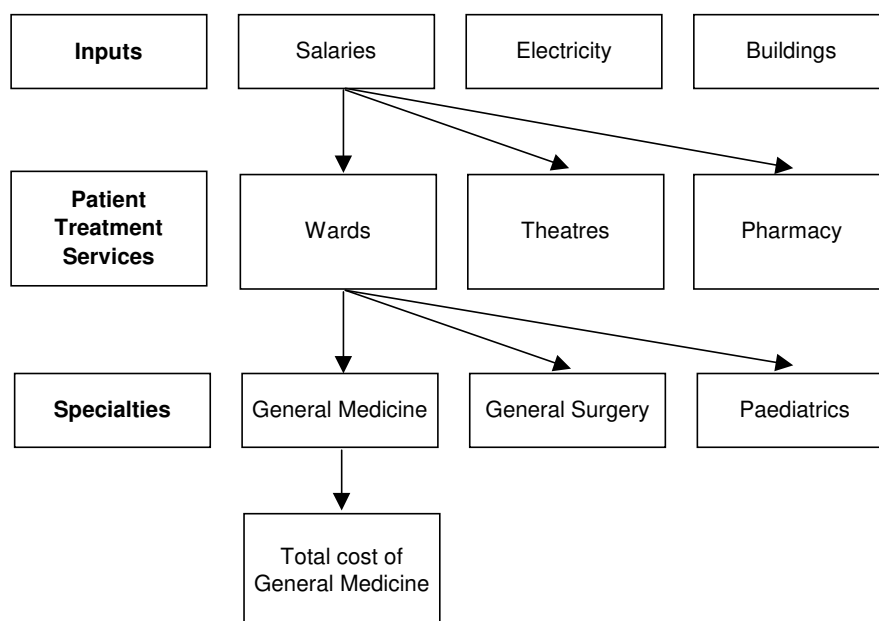 Inputs
Salaries
Electricity
Buildings
Patient
Treatment
Services
Wards
Theatres
Pharmacy
Specialties
General Medicine
General Surgery
Paediatrics
Total cost of
General Medicine